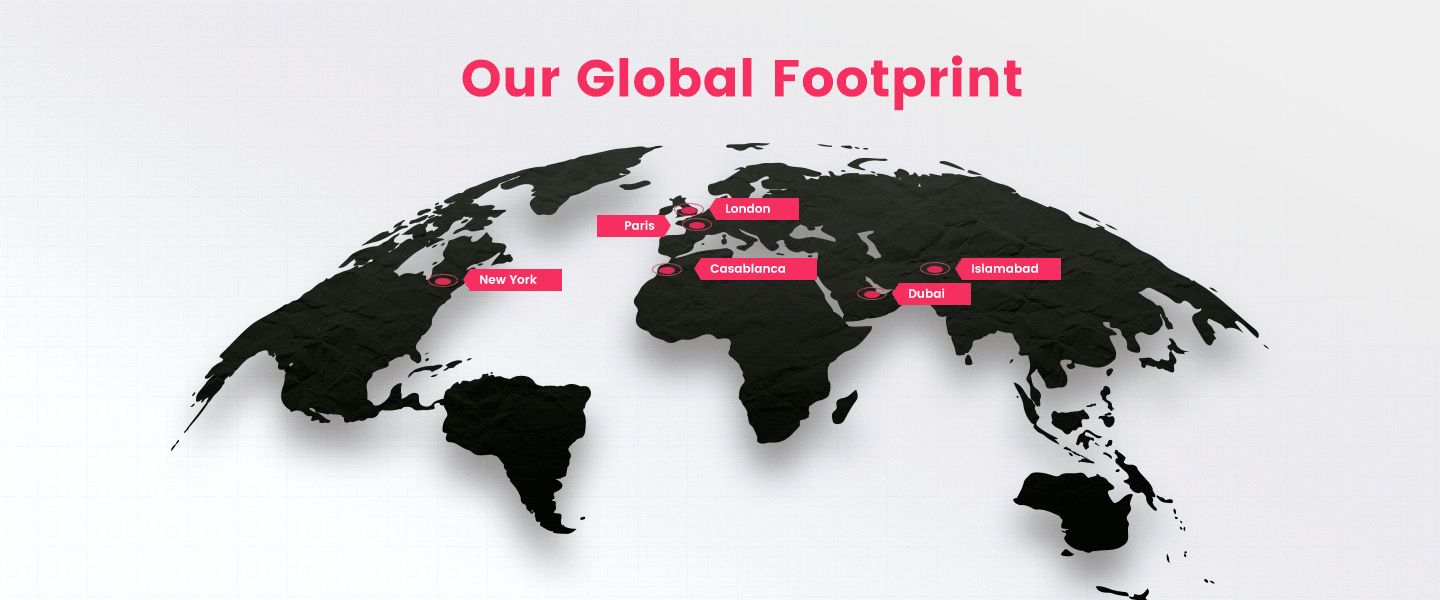 Our Global Footprint
London
Paris
Casablanca
Islamabad
New York
Dubai